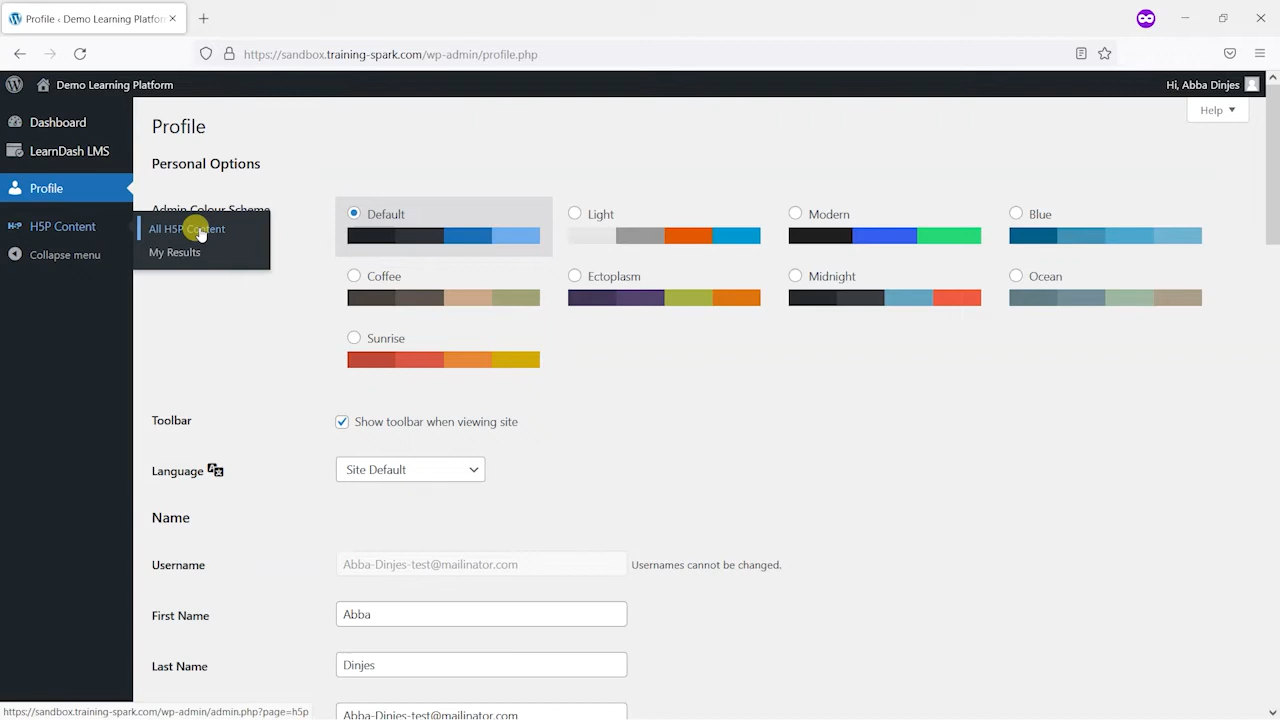 Profile ‹ Demo Learning Platfor
https://sandbox.training-spark.com/wp-admin/profile.php
Demo Learning Platform
Hi, Abba Dinjes
Dashboard
LearnDash LMS
Profile
H5P Content
Collapse menu
All H5P Content
My Results
Help
Profile
Personal Options
Admin Colour Scheme
Default
Light
Modern
Blue
Coffee
Ectoplasm
Midnight
Ocean
Sunrise
Toolbar
Show toolbar when viewing site
Language
Site Default
Name
Username
Abba-Dinjes-test@mailinator.com
Usernames cannot be changed.
First Name
Abba
Last Name
Dinjes
Abba-Dinjes-test@mailinator.com
https://sandbox.training-spark.com/wp-admin/admin.php?page=h5p